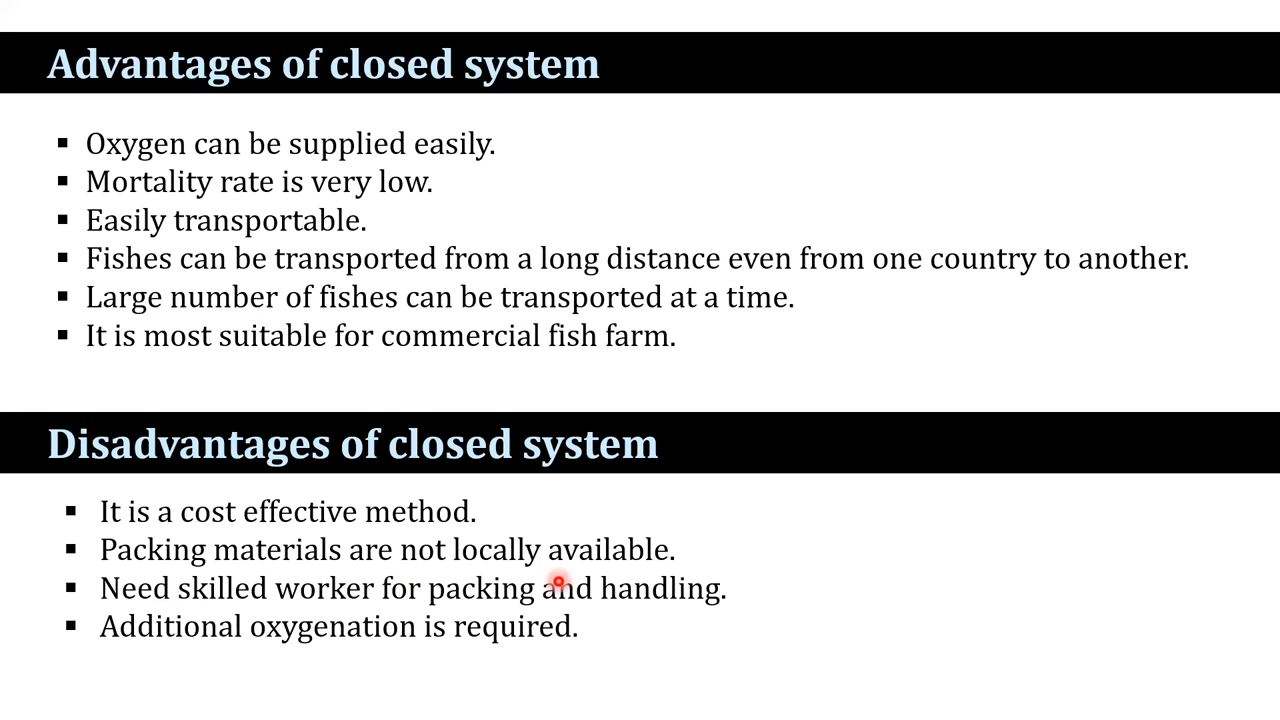 Advantages of closed system
▪ Oxygen can be supplied easily.
▪ Mortality rate is very low.
▪ Easily transportable.
▪ Fishes can be transported from a long distance even from one country to another.
▪ Large number of fishes can be transported at a time.
▪ It is most suitable for commercial fish farm.
Disadvantages of closed system
▪ It is a cost effective method.
▪ Packing materials are not locally available.
▪ Need skilled worker for packing and handling.
▪ Additional oxygenation is required.